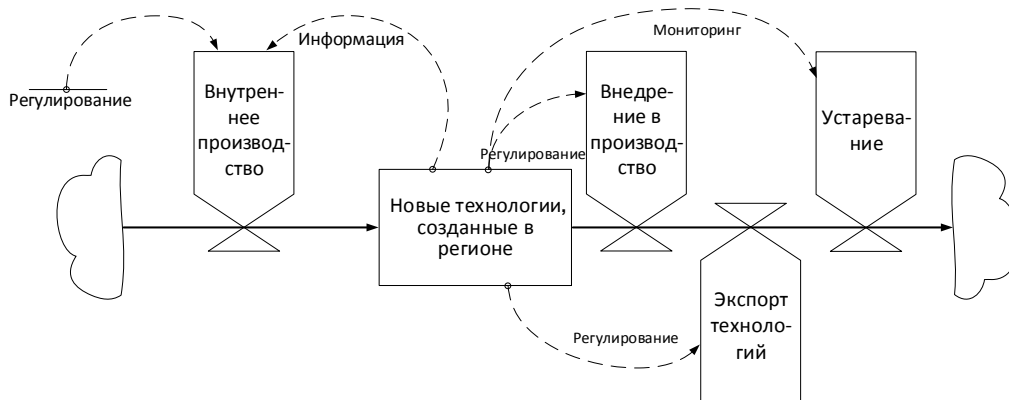 Регулирование
Внутрен-
нее
производ-
ство
Информация
Новые технологии,
созданные в
регионе
Регулирование
Внедре-
ние в
производ-
ство
Мониторинг
Устарева-
ние
Регулирование
Экспорт
техноло-
гий